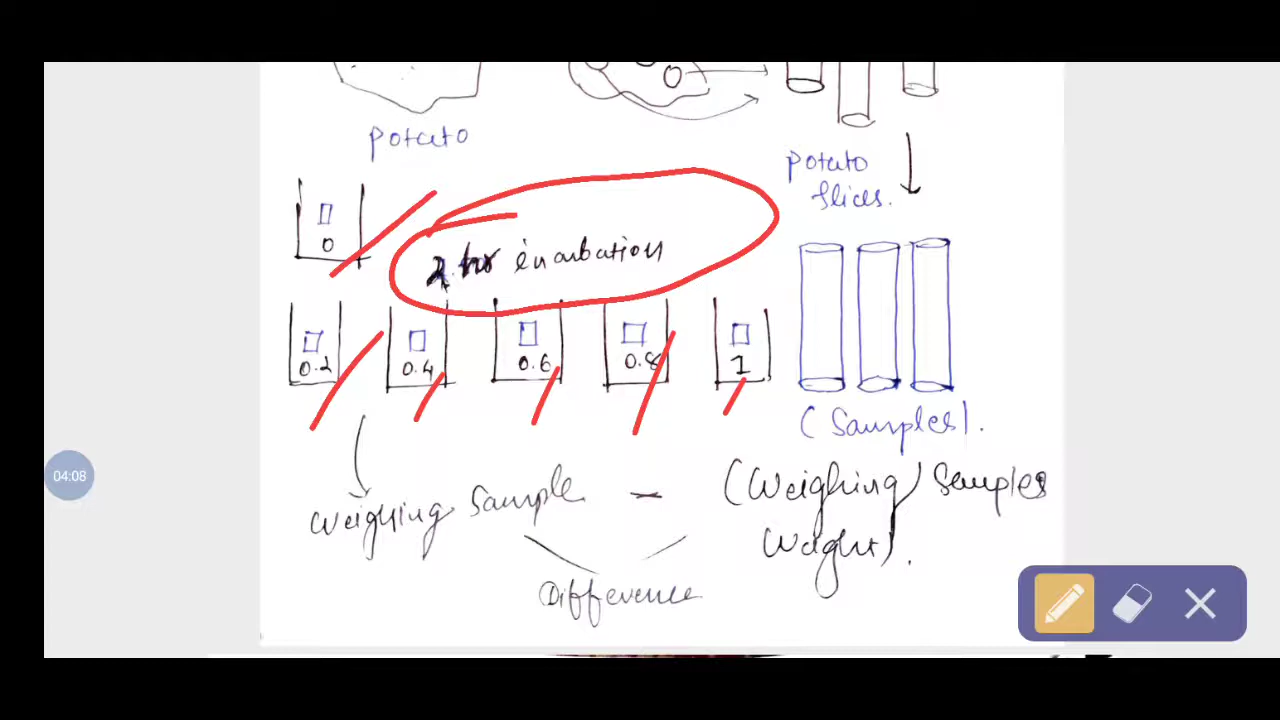 Potato
Potato
Slices.
0
2 hr incubation
0.2 0.4 0.6 0.8 1
(Samples).
04:08
Weighing Sample - (Weighing) Samples
Weight).
Difference